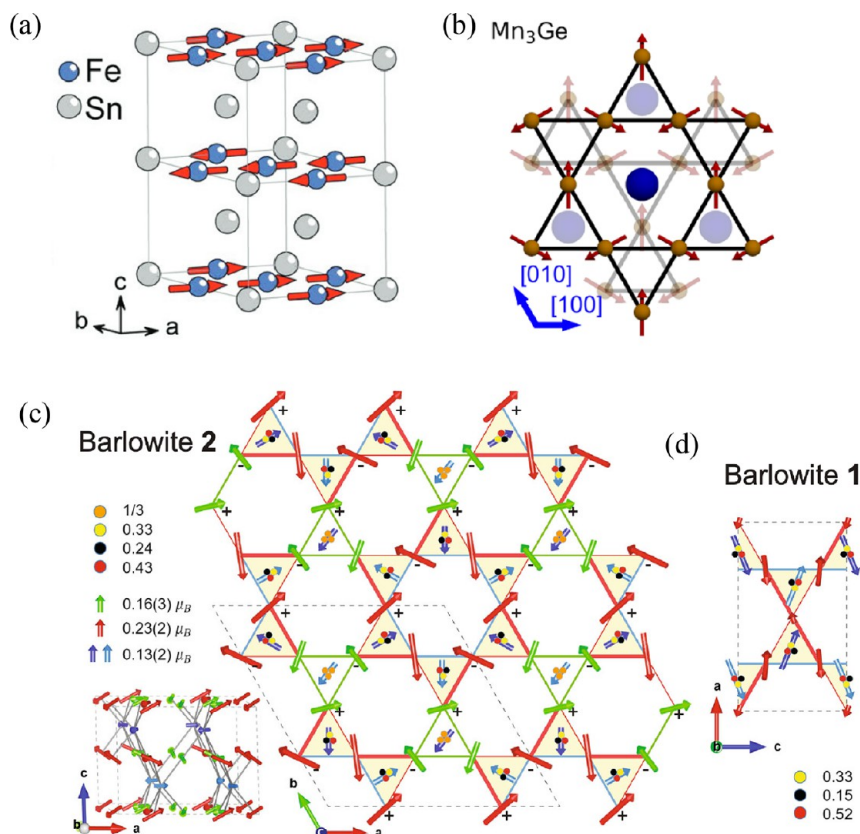 (a)
Fe
Sn
c
b
a
(b) Mn₃Ge
[010]
[100]
(c)
Barlowite 2
1/3
0.33
0.24
0.43
0.16(3) μB
0.23(2) μB
0.13(2) μB
+ + +
- - - -
+ + +
- - - -
+ + +
- - - -
+ + +
- - - -
+ + +
c
b
a
b
c
a
(d)
Barlowite 1
a
b
c
0.33
0.15
0.52